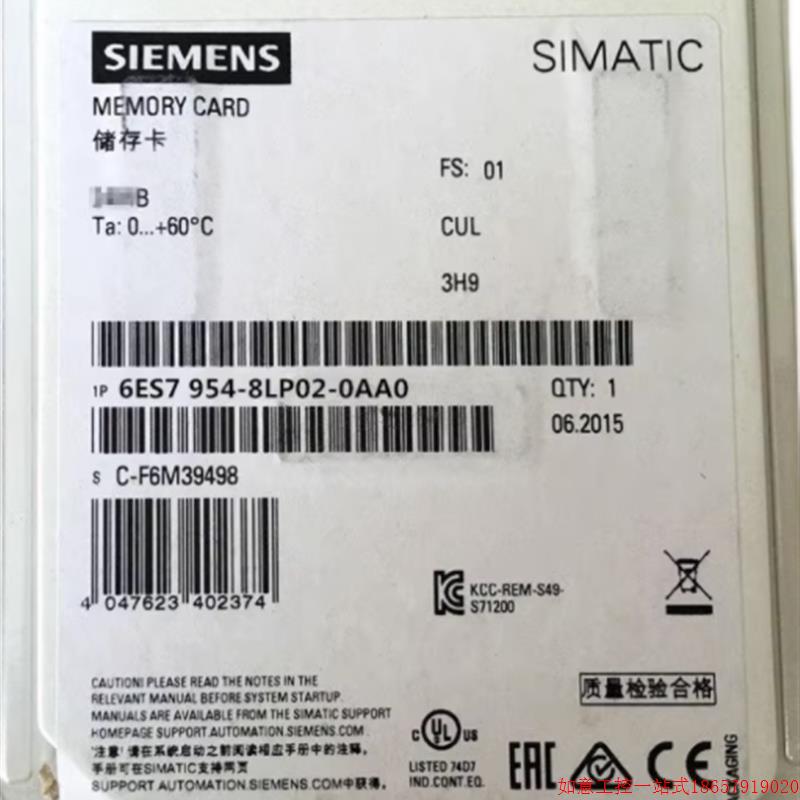 SIEMENS
SIMATIC
MEMORY CARD
储存卡
FS: 01
B
Ta: 0...+60°C
CUL
3H9
1P 6ES7 954-8LP02-0AA0
QTY: 1
06.2015
S C-F6M39498
4 047623 402374
KCC-REM-S49-
S71200
CAUTION! PLEASE READ THE NOTES IN THE
RELEVANT MANUAL BEFORE SYSTEM STARTUP.
MANUALS ARE AVAILABLE FROM THE SIMATIC SUPPORT
HOMEPAGE SUPPORT.AUTOMATION.SIEMENS.COM
注意! 请在系统启动之前阅读相应手册中的注释。
手册可在SIMATIC支持网页
SUPPORT.AUTOMATION.SIEMENS.COM中获得。
质量检验合格
C UL US
LISTED 74D7
IND.CONT.EQ.
EAC
CE
PACKAGING
如意工控一站式18651919020